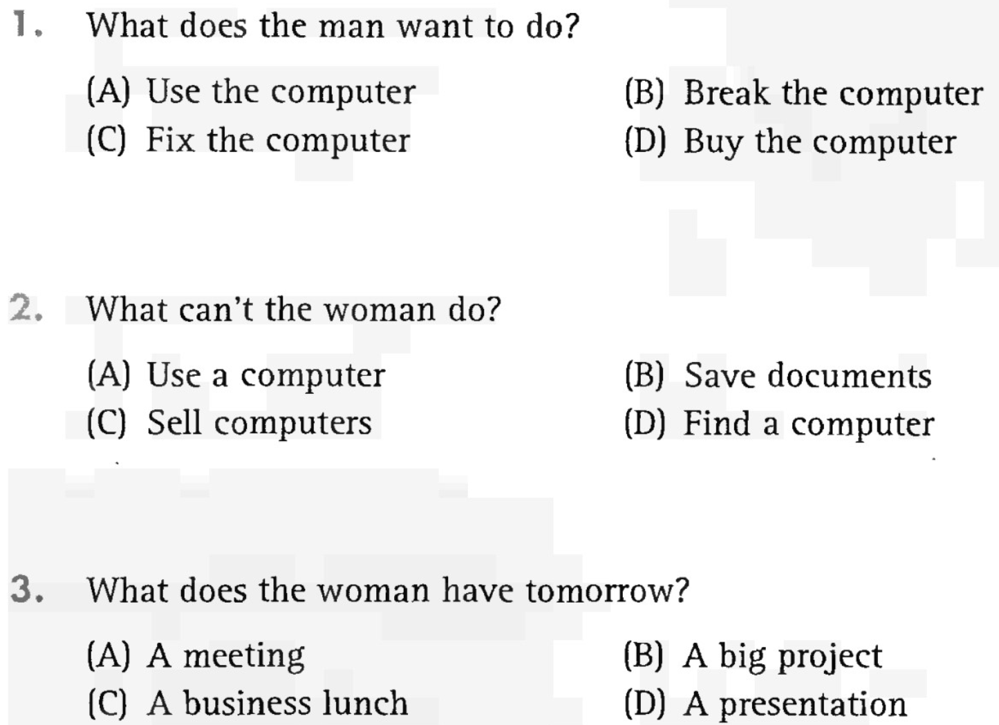 1. What does the man want to do?
(A) Use the computer (B) Break the computer
(C) Fix the computer (D) Buy the computer
2. What can't the woman do?
(A) Use a computer (B) Save documents
(C) Sell computers (D) Find a computer
3. What does the woman have tomorrow?
(A) A meeting (B) A big project
(C) A business lunch (D) A presentation